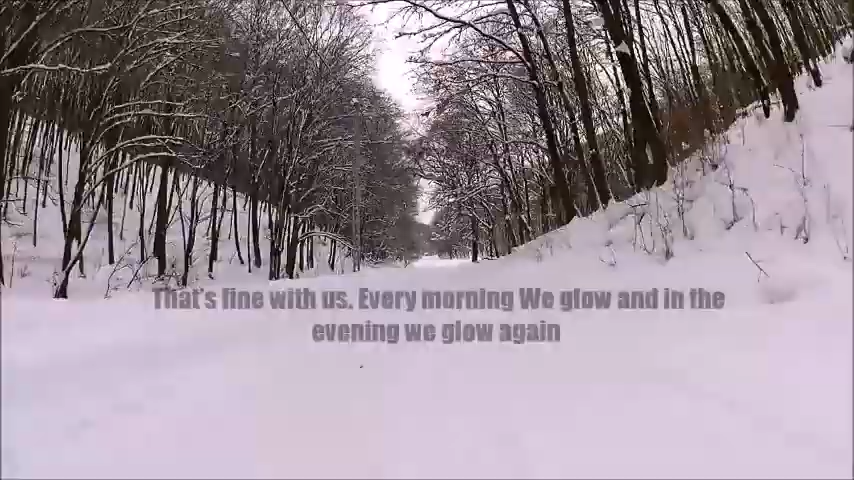 That's fine with us. Every morning We glow and in the
evening we glow again